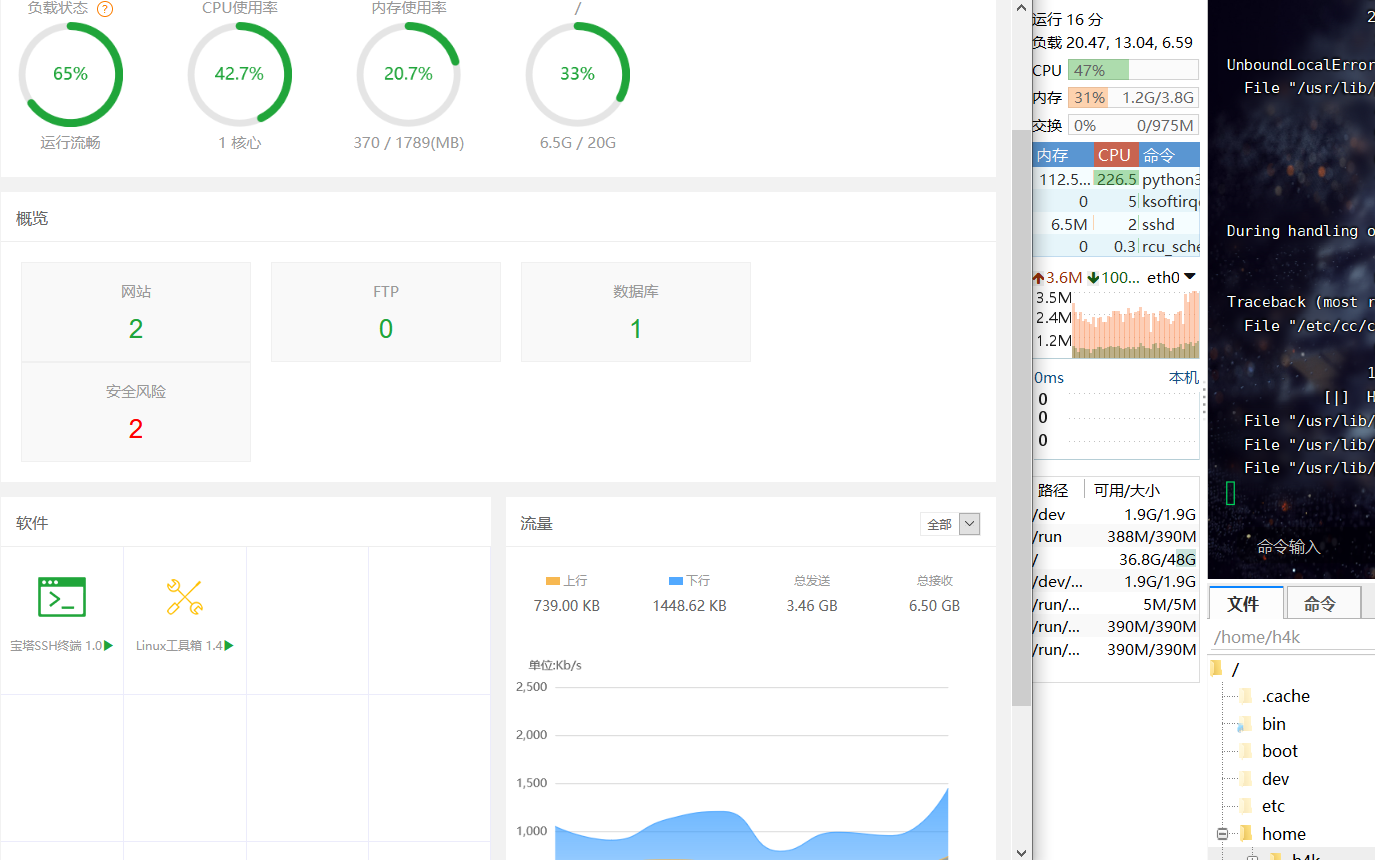 负载状态 ?
CPU使用率
内存使用率
/
65%
42.7%
20.7%
33%
运行流畅
1 核心
370 / 1789(MB)
6.5G / 20G
概览
网站
2
FTP
0
数据库
1
安全风险
2
软件
宝塔SSH终端 1.0
Linux工具箱 1.4
流量
全部
上行
下行
总发送
总接收
739.00 KB
1448.62 KB
3.46 GB
6.50 GB
单位:Kb/s
2,500
2,000
1,500
1,000
运行 16 分
负载 20.47, 13.04, 6.59
CPU 47%
内存 31% 1.2G/3.8G
交换 0% 0/975M
内存 CPU 命令
112.5... 226.5 python3
0 5 ksoftirq
6.5M 2 sshd
0 0.3 rcu_sche
3.6M 100... eth0
3.5M
2.4M
1.2M
0ms 本机
0
0
0
路径 可用/大小
/dev 1.9G/1.9G
/run 388M/390M
/ 36.8G/48G
/dev/... 1.9G/1.9G
/run/... 5M/5M
/run/... 390M/390M
/run/... 390M/390M
2
UnboundLocalError
File "/usr/lib/
During handling o
Traceback (most r
File "/etc/cc/c
1
[|] H
File "/usr/lib/
File "/usr/lib/
File "/usr/lib/
命令输入
文件 命令
/home/h4k
/
.cache
bin
boot
dev
etc
home
h4k